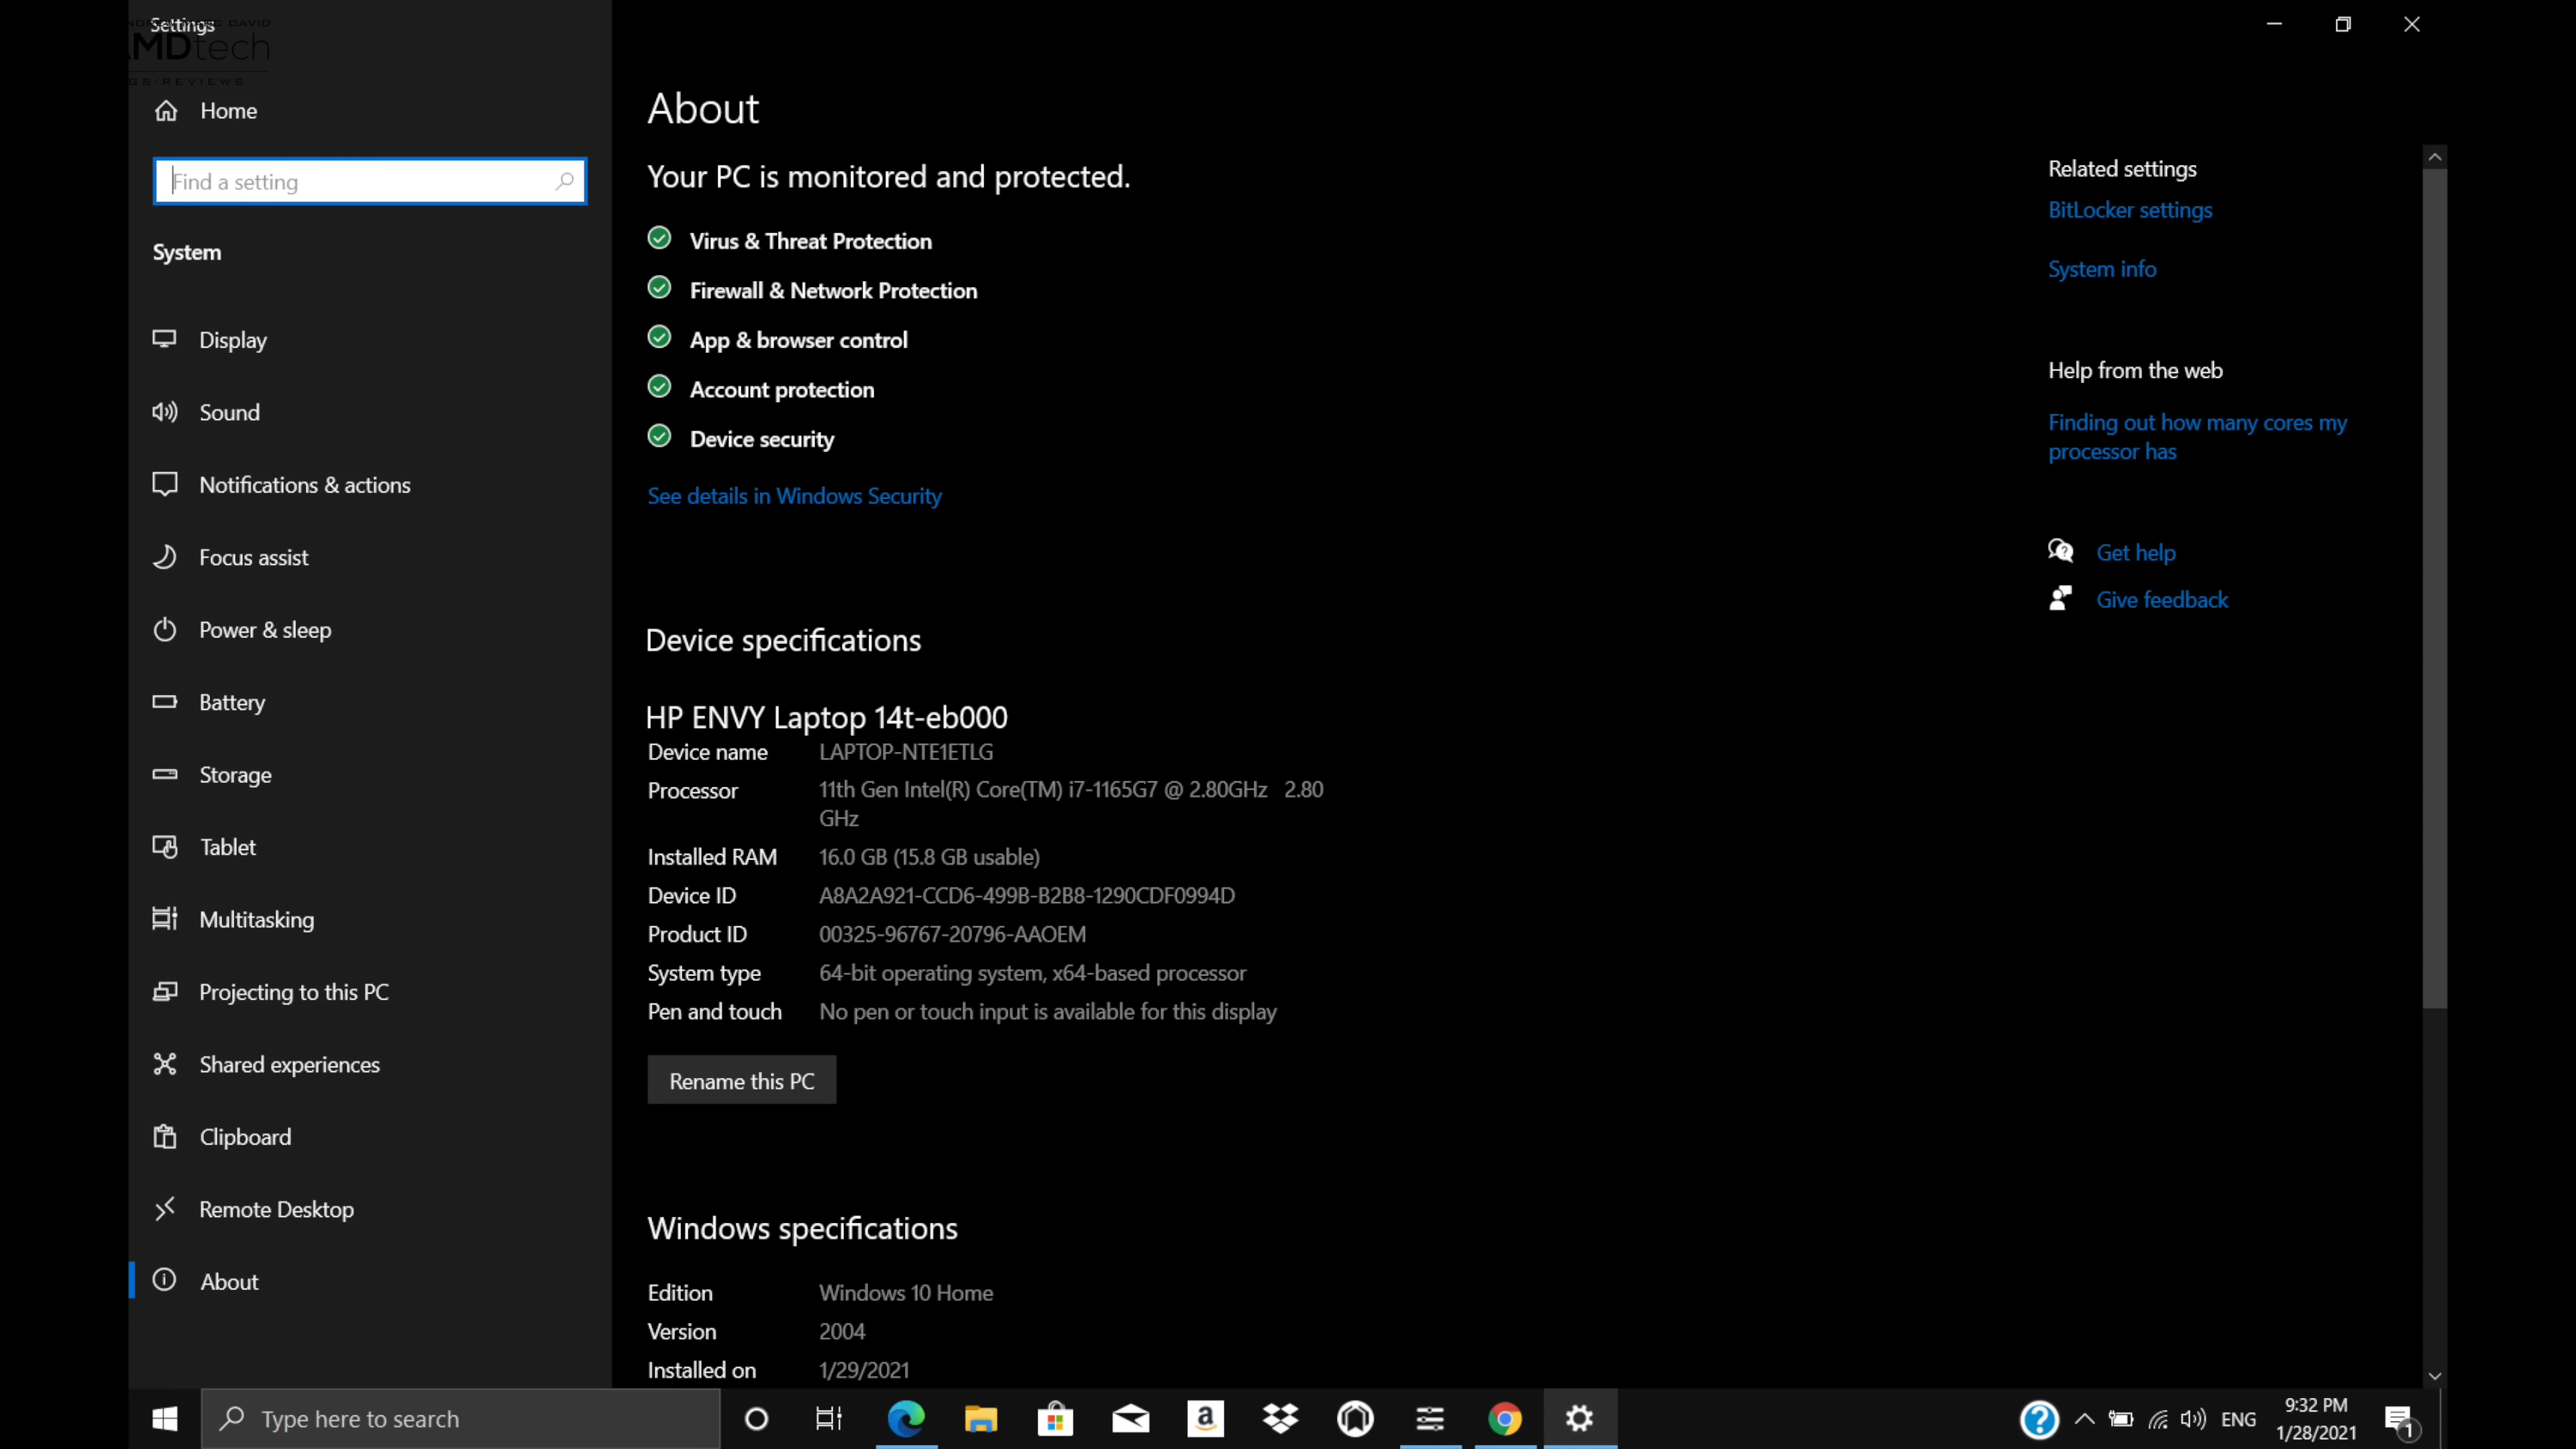 Settings
MDtech
GS/REVIEWS
Home
Find a setting
System
Display
Sound
Notifications & actions
Focus assist
Power & sleep
Battery
Storage
Tablet
Multitasking
Projecting to this PC
Shared experiences
Clipboard
Remote Desktop
About
About
Your PC is monitored and protected.
Virus & Threat Protection
Firewall & Network Protection
App & browser control
Account protection
Device security
See details in Windows Security
Device specifications
HP ENVY Laptop 14t-eb000
Device name LAPTOP-NTE1ETLG
Processor 11th Gen Intel(R) Core(TM) i7-1165G7 @ 2.80GHz 2.80
GHz
Installed RAM 16.0 GB (15.8 GB usable)
Device ID A8A2A921-CCD6-499B-B2B8-1290CDF0994D
Product ID 00325-96767-20796-AAOEM
System type 64-bit operating system, x64-based processor
Pen and touch No pen or touch input is available for this display
Rename this PC
Windows specifications
Edition Windows 10 Home
Version 2004
Installed on 1/29/2021
Related settings
BitLocker settings
System info
Help from the web
Finding out how many cores my
processor has
Get help
Give feedback
Type here to search
ENG
9:32 PM
1/28/2021
1